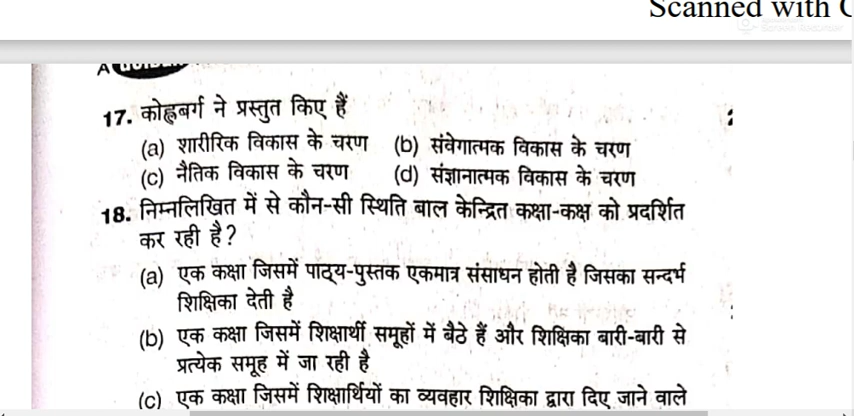 Scanned with
17. कोह्लबर्ग ने प्रस्तुत किए हैं
(a) शारीरिक विकास के चरण (b) संवेगात्मक विकास के चरण
(c) नैतिक विकास के चरण (d) संज्ञानात्मक विकास के चरण
18. निम्नलिखित में से कौन-सी स्थिति बाल केन्द्रित कक्षा-कक्ष को प्रदर्शित
कर रही है?
(a) एक कक्षा जिसमें पाठ्य-पुस्तक एकमात्र संसाधन होती है जिसका सन्दर्भ
शिक्षिका देती है
(b) एक कक्षा जिसमें शिक्षार्थी समूहों में बैठे हैं और शिक्षिका बारी-बारी से
प्रत्येक समूह में जा रही है
(c) एक कक्षा जिसमें शिक्षार्थियों का व्यवहार शिक्षिका द्वारा दिए जाने वाले